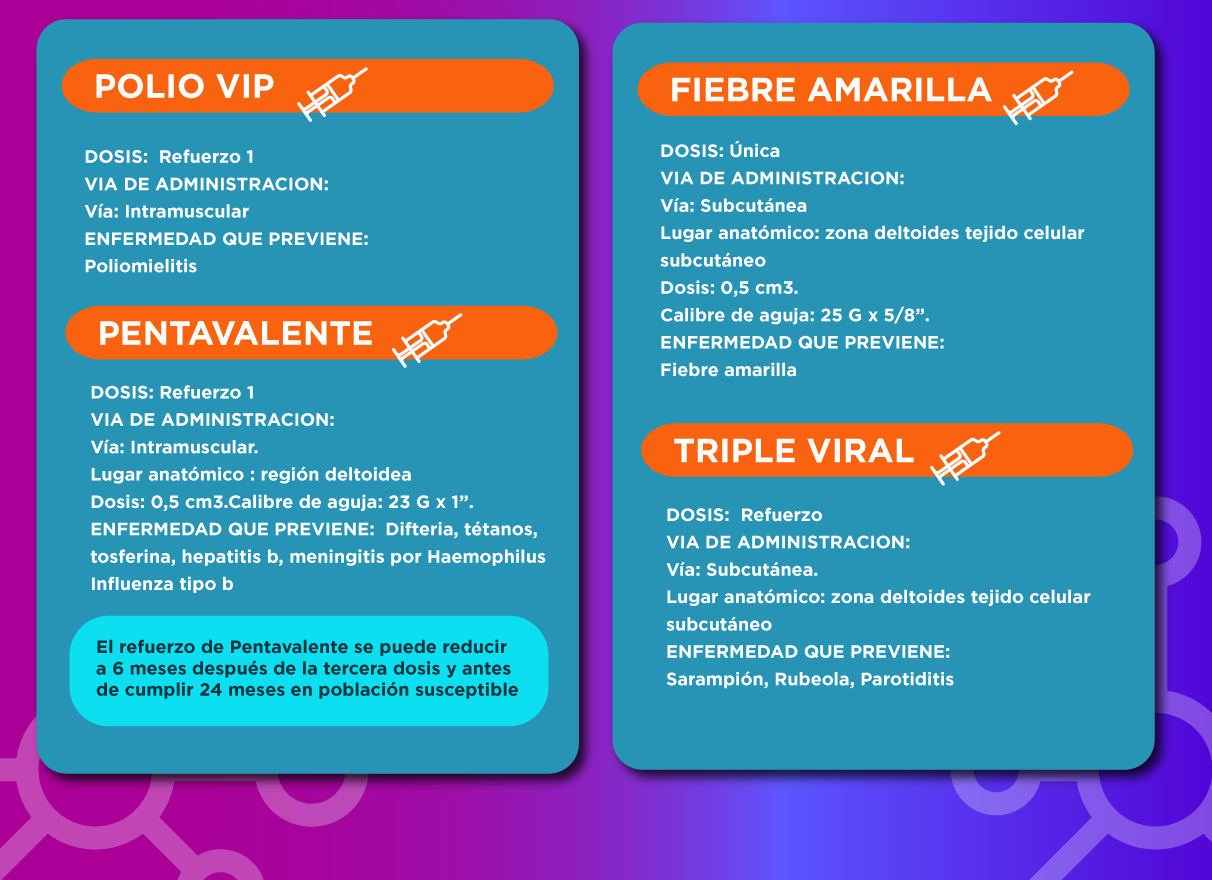 POLIO VIP
DOSIS:  Refuerzo 1
VIA DE ADMINISTRACION:
Vía: Intramuscular
ENFERMEDAD QUE PREVIENE:
Poliomielitis
PENTAVALENTE
DOSIS: Refuerzo 1
VIA DE ADMINISTRACION:
Vía: Intramuscular.
Lugar anatómico : región deltoidea
Dosis: 0,5 cm3.Calibre de aguja: 23 G x 1”.
ENFERMEDAD QUE PREVIENE:  Difteria, tétanos,
tosferina, hepatitis b, meningitis por Haemophilus
Influenza tipo b
El refuerzo de Pentavalente se puede reducir
a 6 meses después de la tercera dosis y antes
de cumplir 24 meses en población susceptible
FIEBRE AMARILLA
DOSIS: Única
VIA DE ADMINISTRACION:
Vía: Subcutánea
Lugar anatómico: zona deltoides tejido celular
subcutáneo
Dosis: 0,5 cm3.
Calibre de aguja: 25 G x 5/8”.
ENFERMEDAD QUE PREVIENE:
Fiebre amarilla
TRIPLE VIRAL
DOSIS:  Refuerzo
VIA DE ADMINISTRACION:
Vía: Subcutánea.
Lugar anatómico: zona deltoides tejido celular
subcutáneo
ENFERMEDAD QUE PREVIENE:
Sarampión, Rubeola, Parotiditis